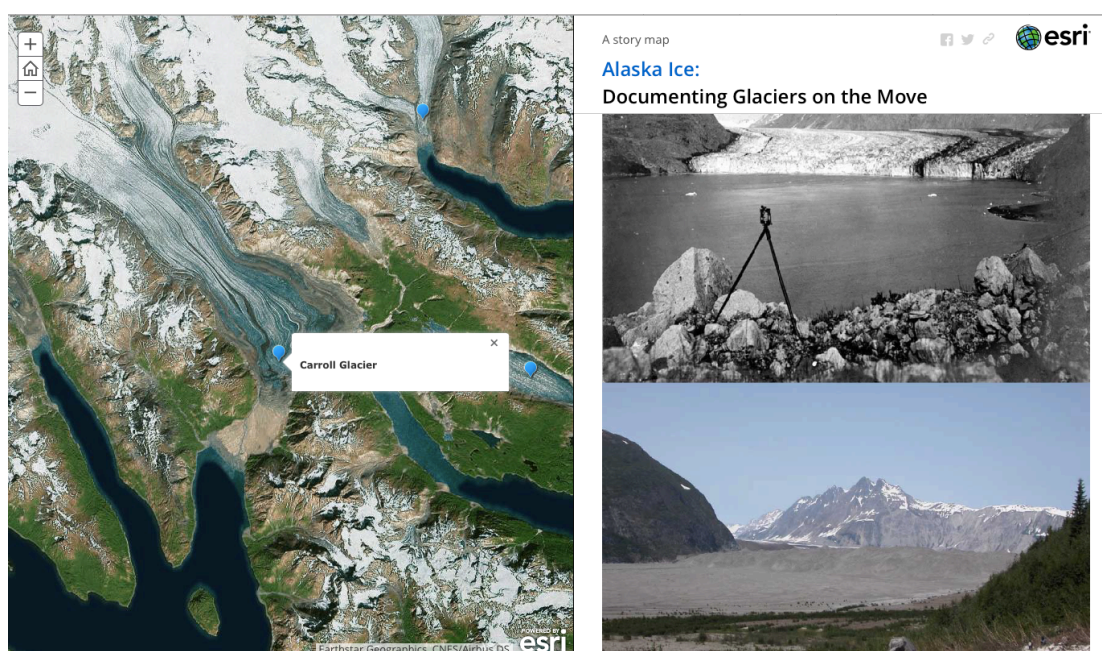 +
−
A story map
esri
Alaska Ice:
Documenting Glaciers on the Move
Carroll Glacier
×
POWERED BY
esri
Earthstar Geographics, CNES/Airbus DS